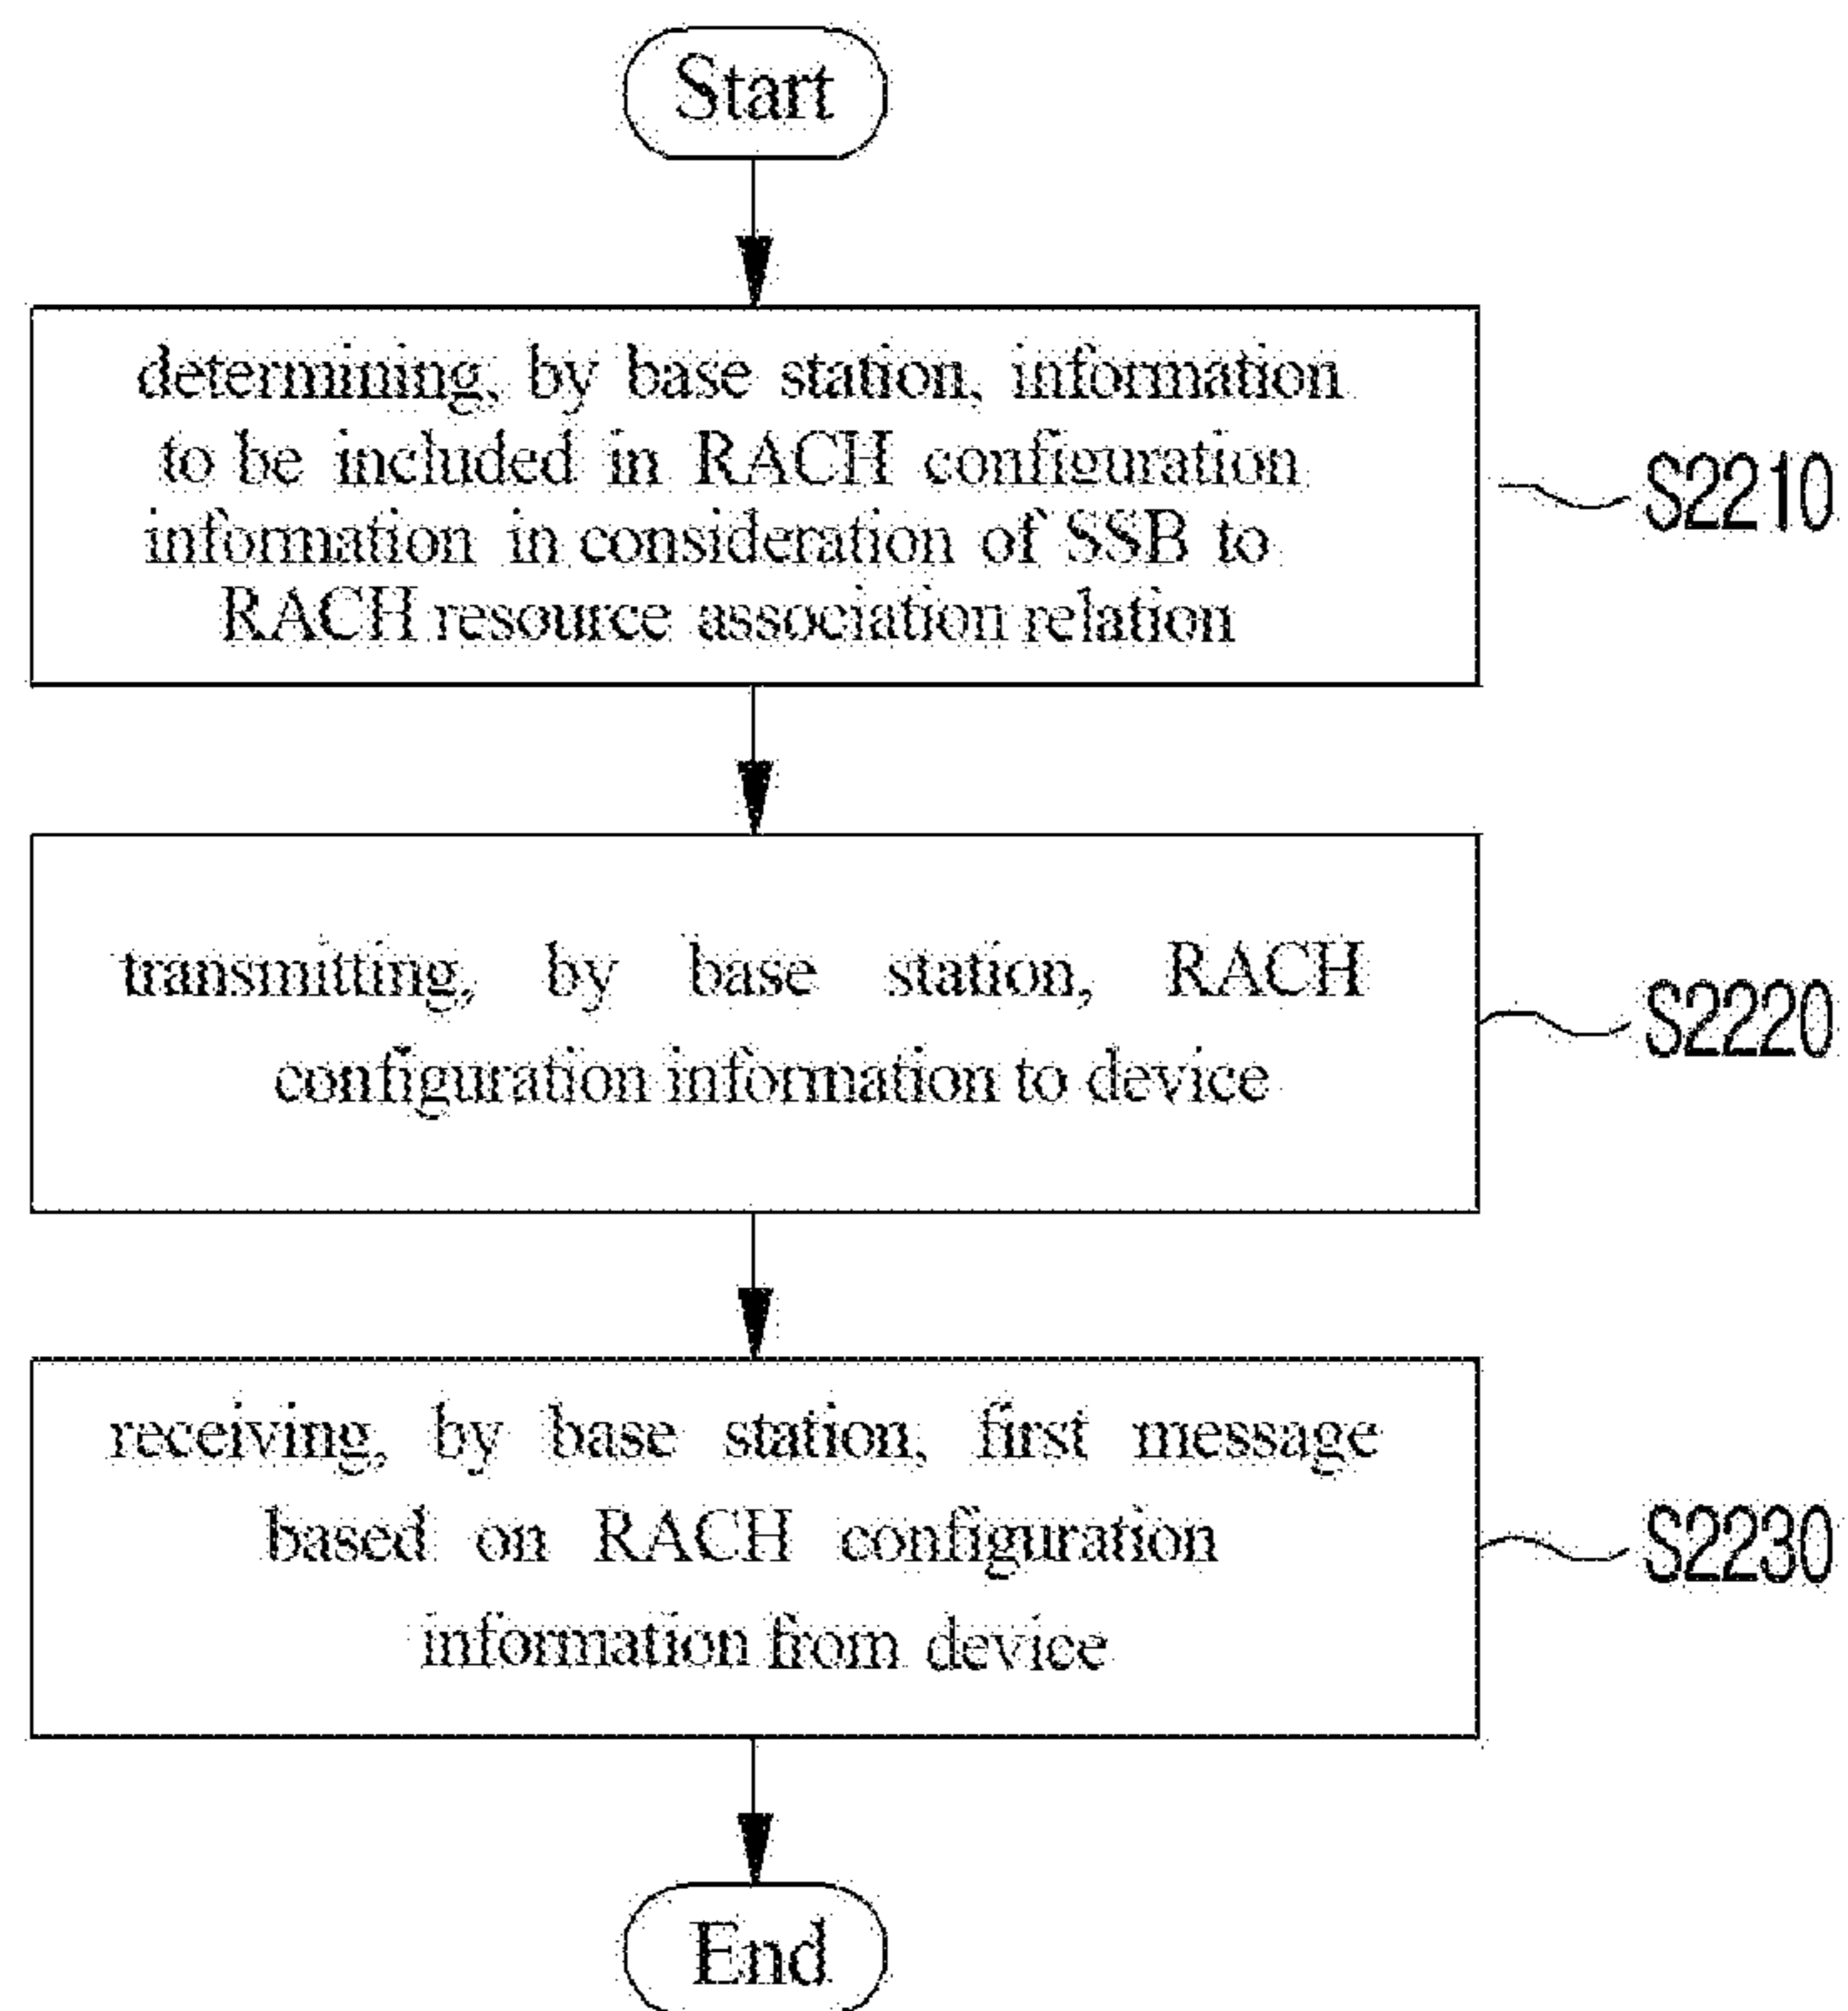 Start
determining, by base station, information
to be included in RACH configuration
information in consideration of SSB to
RACH resource association relation
S2210
transmitting, by base station, RACH
configuration information to device
S2220
receiving, by base station, first message
based on RACH configuration
information from device
S2230
End